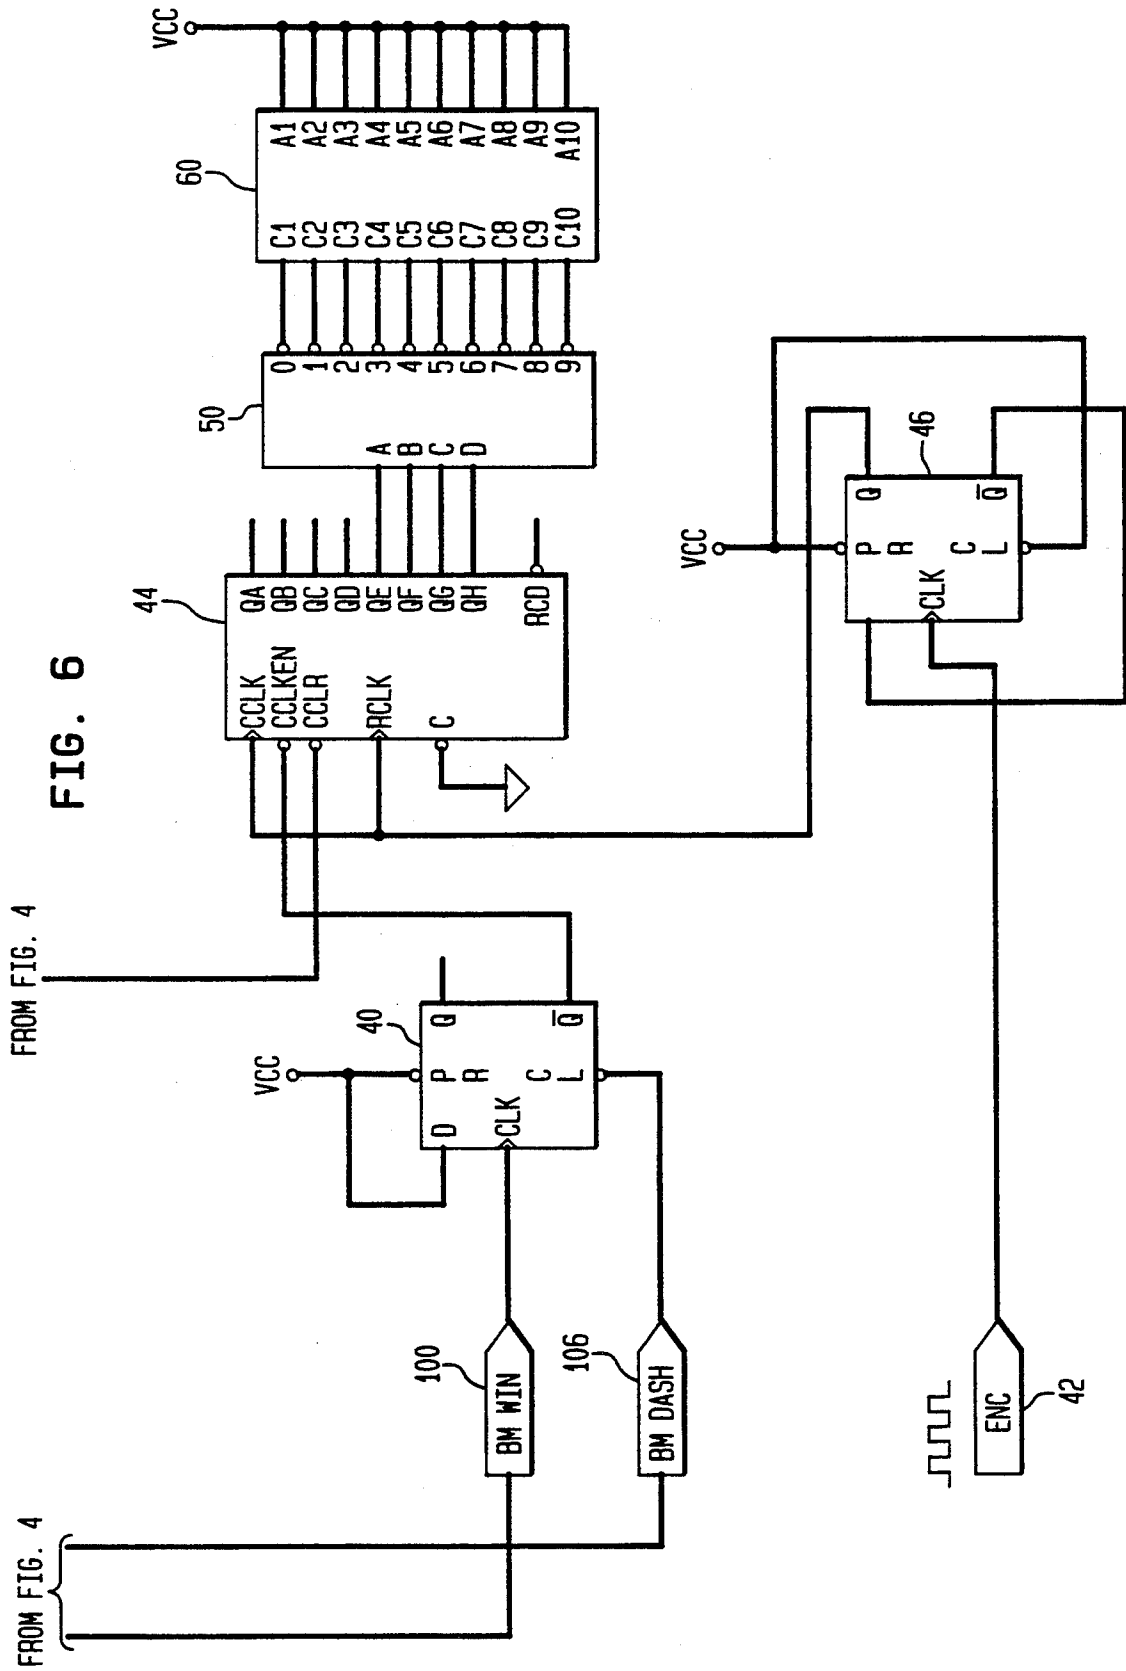 FIG. 6
FROM FIG. 4
FROM FIG. 4
BM WIN
100
BM DASH
106
ENC
42
VCC
40
D
P
R
CLK
C
L
Q
Q̅
44
CCLK
CCLKEN
CCLR
RCLK
C
QA
QB
QC
QD
QE
QF
QG
QH
RCD
VCC
46
P
R
CLK
C
L
Q
Q̅
50
A
B
C
D
0
1
2
3
4
5
6
7
8
9
60
C1
C2
C3
C4
C5
C6
C7
C8
C9
C10
A1
A2
A3
A4
A5
A6
A7
A8
A9
A10
VCC